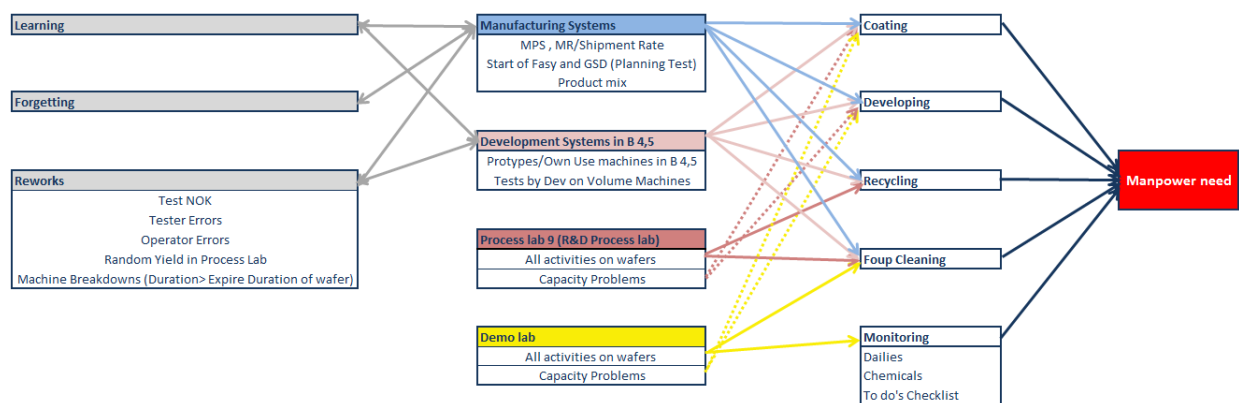 Learning
Forgetting
Reworks
Test NOK
Tester Errors
Operator Errors
Random Yield in Process Lab
Machine Breakdowns (Duration> Expire Duration of wafer)
Manufacturing Systems
MPS , MR/Shipment Rate
Start of Fasy and GSD (Planning Test)
Product mix
Development Systems in B 4,5
Protypes/Own Use machines in B 4,5
Tests by Dev on Volume Machines
Process lab 9 (R&D Process lab)
All activities on wafers
Capacity Problems
Demo lab
All activities on wafers
Capacity Problems
Coating
Developing
Recycling
Foup Cleaning
Monitoring
Dailies
Chemicals
To do's Checklist
Manpower need